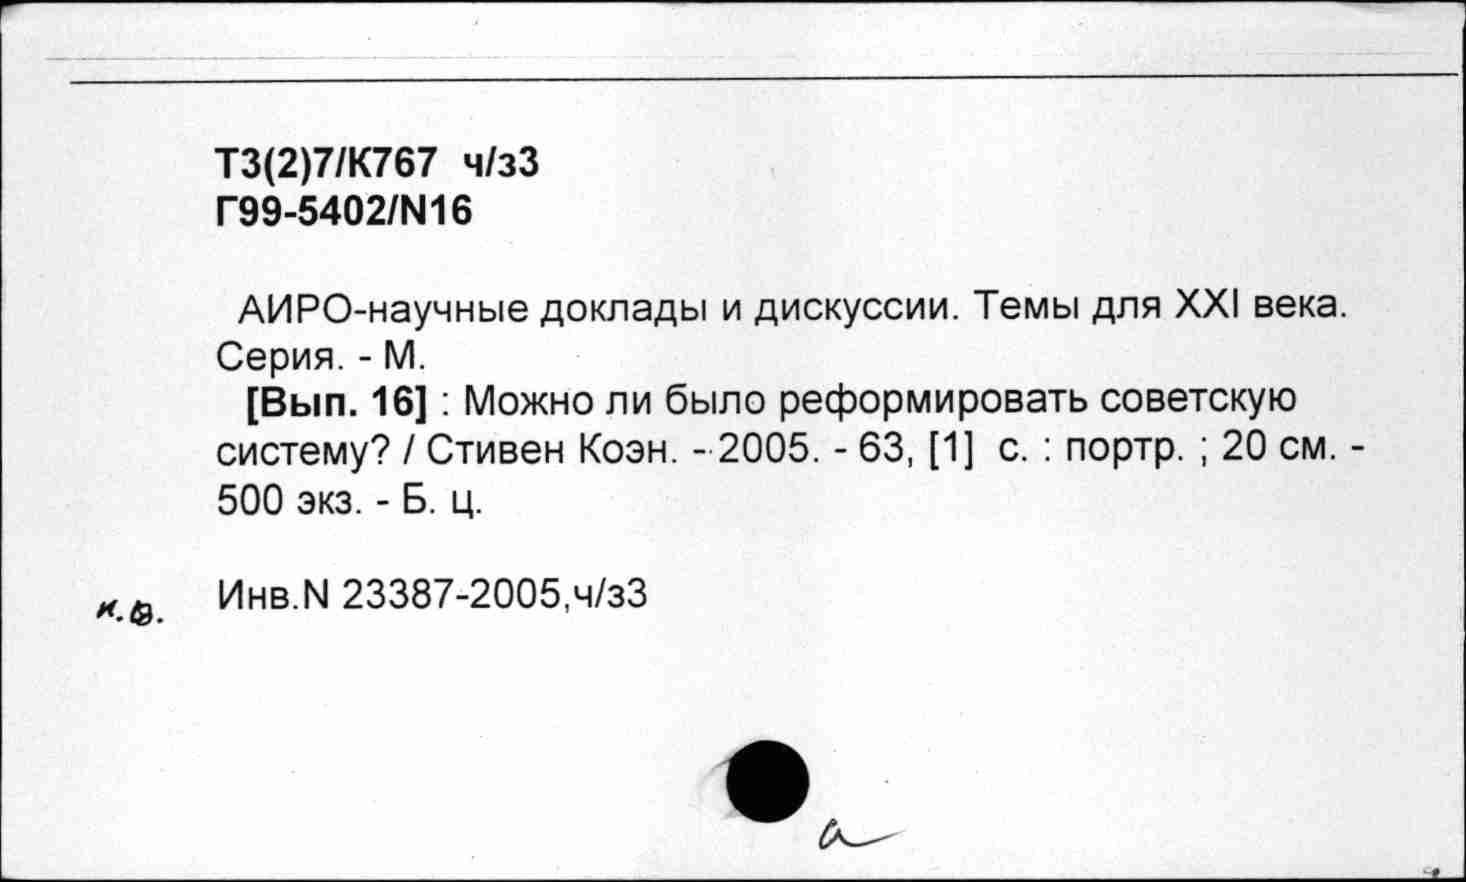 Т3(2)7/К767 ч/з3
Г99-5402/N16
АИРО-научные доклады и дискуссии. Темы для XXI века.
Серия. - М.
[Вып. 16] : Можно ли было реформировать советскую
систему? / Стивен Коэн. - 2005. - 63, [1] с. : портр. ; 20 см. -
500 экз. - Б. ц.
Инв.N 23387-2005,ч/з3